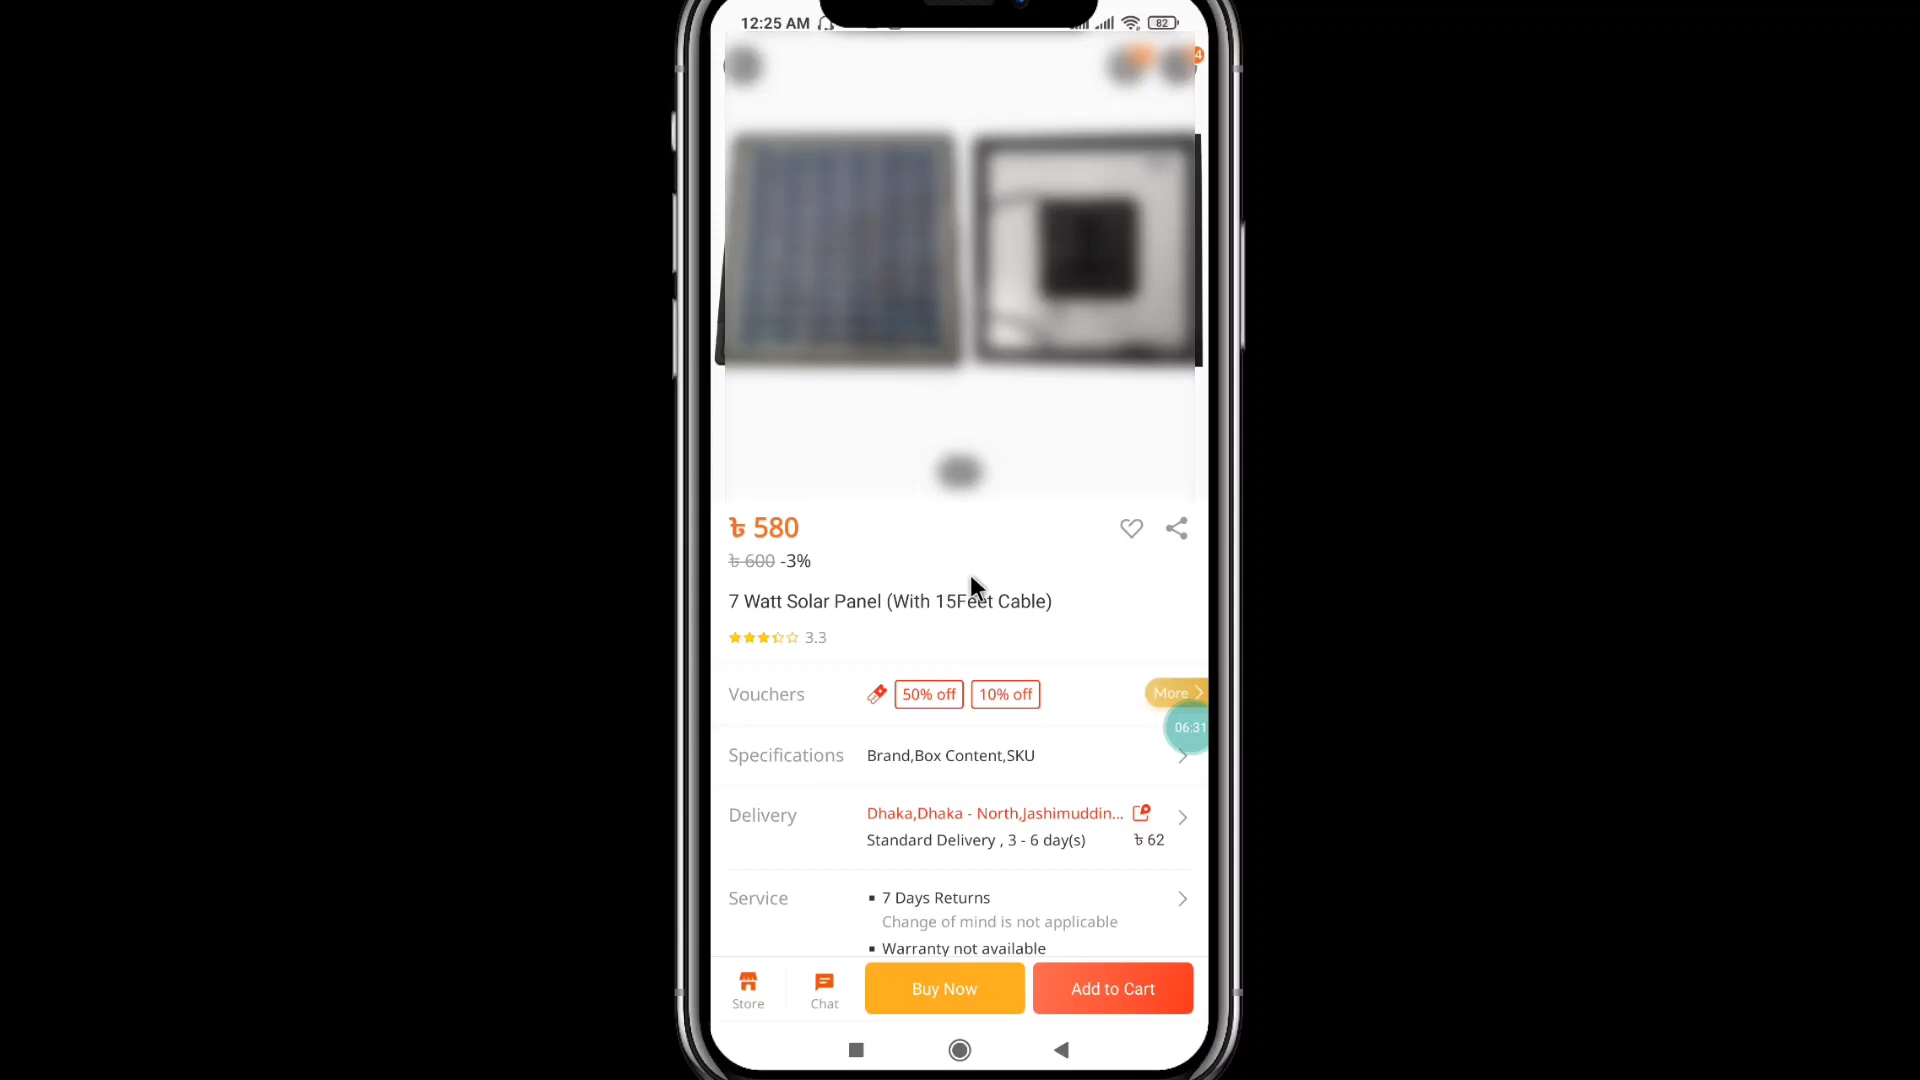 12:25 AM
82
4
৳ 580
৳ 600 -3%
7 Watt Solar Panel (With 15Feet Cable)
3.3
Vouchers 50% off 10% off More
06:31
Specifications Brand,Box Content,SKU
Delivery Dhaka,Dhaka - North,Jashimuddin...
Standard Delivery , 3 - 6 day(s) ৳ 62
Service ▪ 7 Days Returns
Change of mind is not applicable
▪ Warranty not available
Store Chat Buy Now Add to Cart